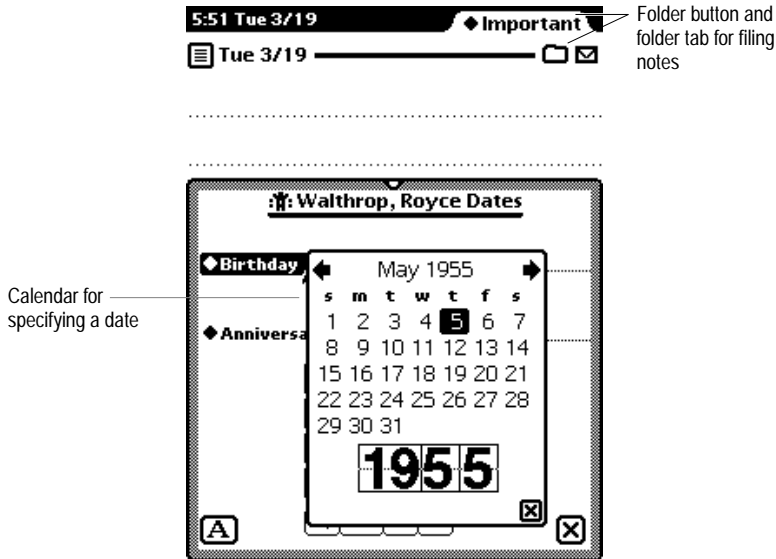 5:51 Tue 3/19
◆Important
Folder button and
folder tab for filing
notes
Tue 3/19
Walthrop, Royce Dates
◆Birthday
Calendar for
specifying a date
◆Anniversa
May 1955
s m t w t f s
1 2 3 4 5 6 7
8 9 10 11 12 13 14
15 16 17 18 19 20 21
22 23 24 25 26 27 28
29 30 31
1955
A